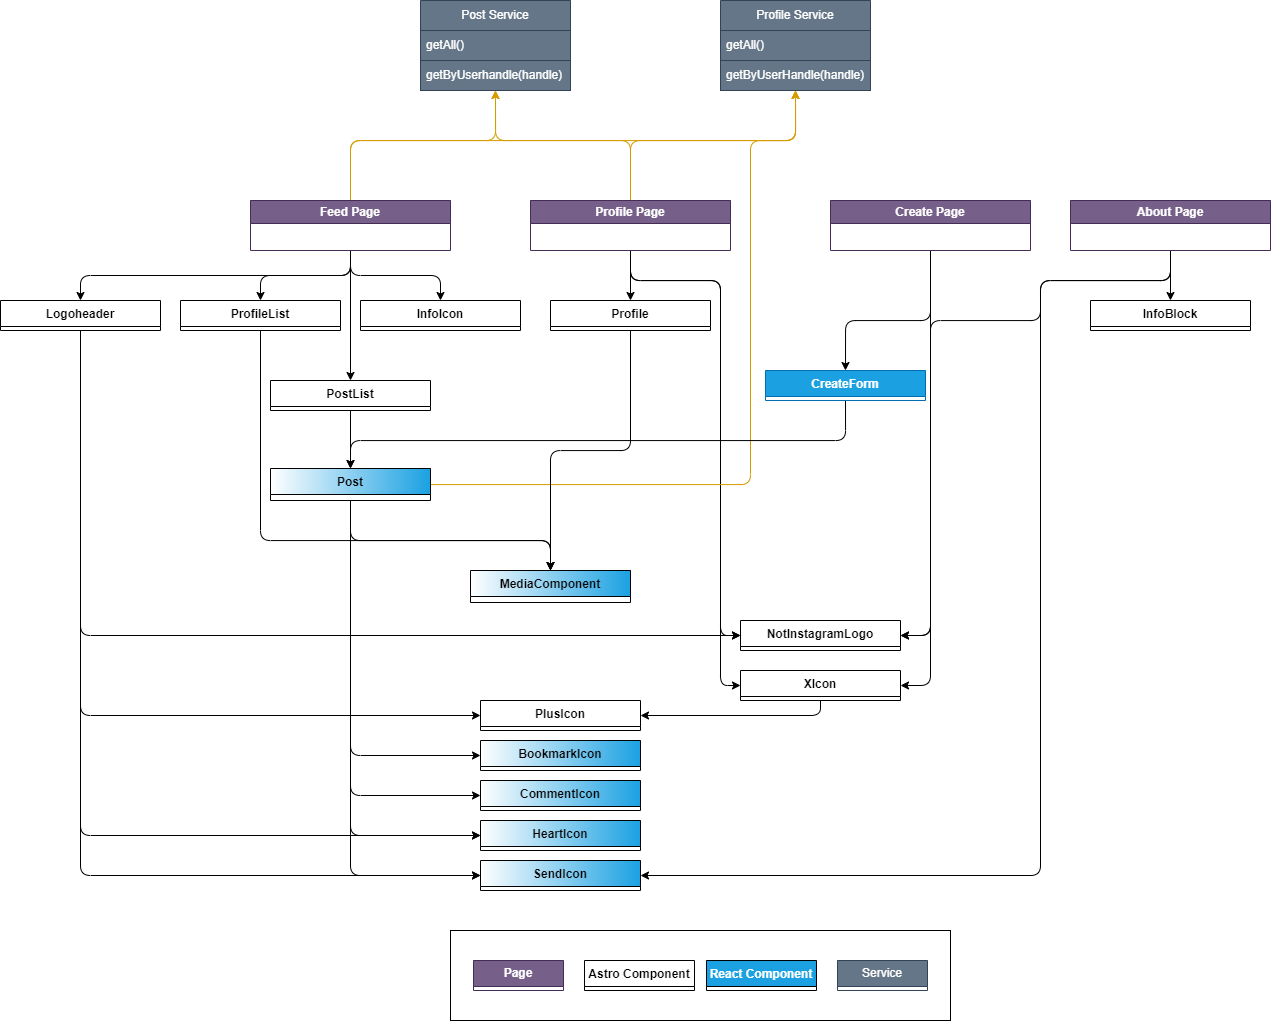 Post Service
Profile Service
getAll()
getAll()
getByUserhandle(handle)
getByUserHandle(handle)
Feed Page
Profile Page
Create Page
About Page
Logoheader
ProfileList
InfoIcon
Profile
InfoBlock
CreateForm
PostList
Post
MediaComponent
NotInstagramLogo
XIcon
PlusIcon
BookmarkIcon
CommentIcon
HeartIcon
SendIcon
Page
Astro Component
React Component
Service